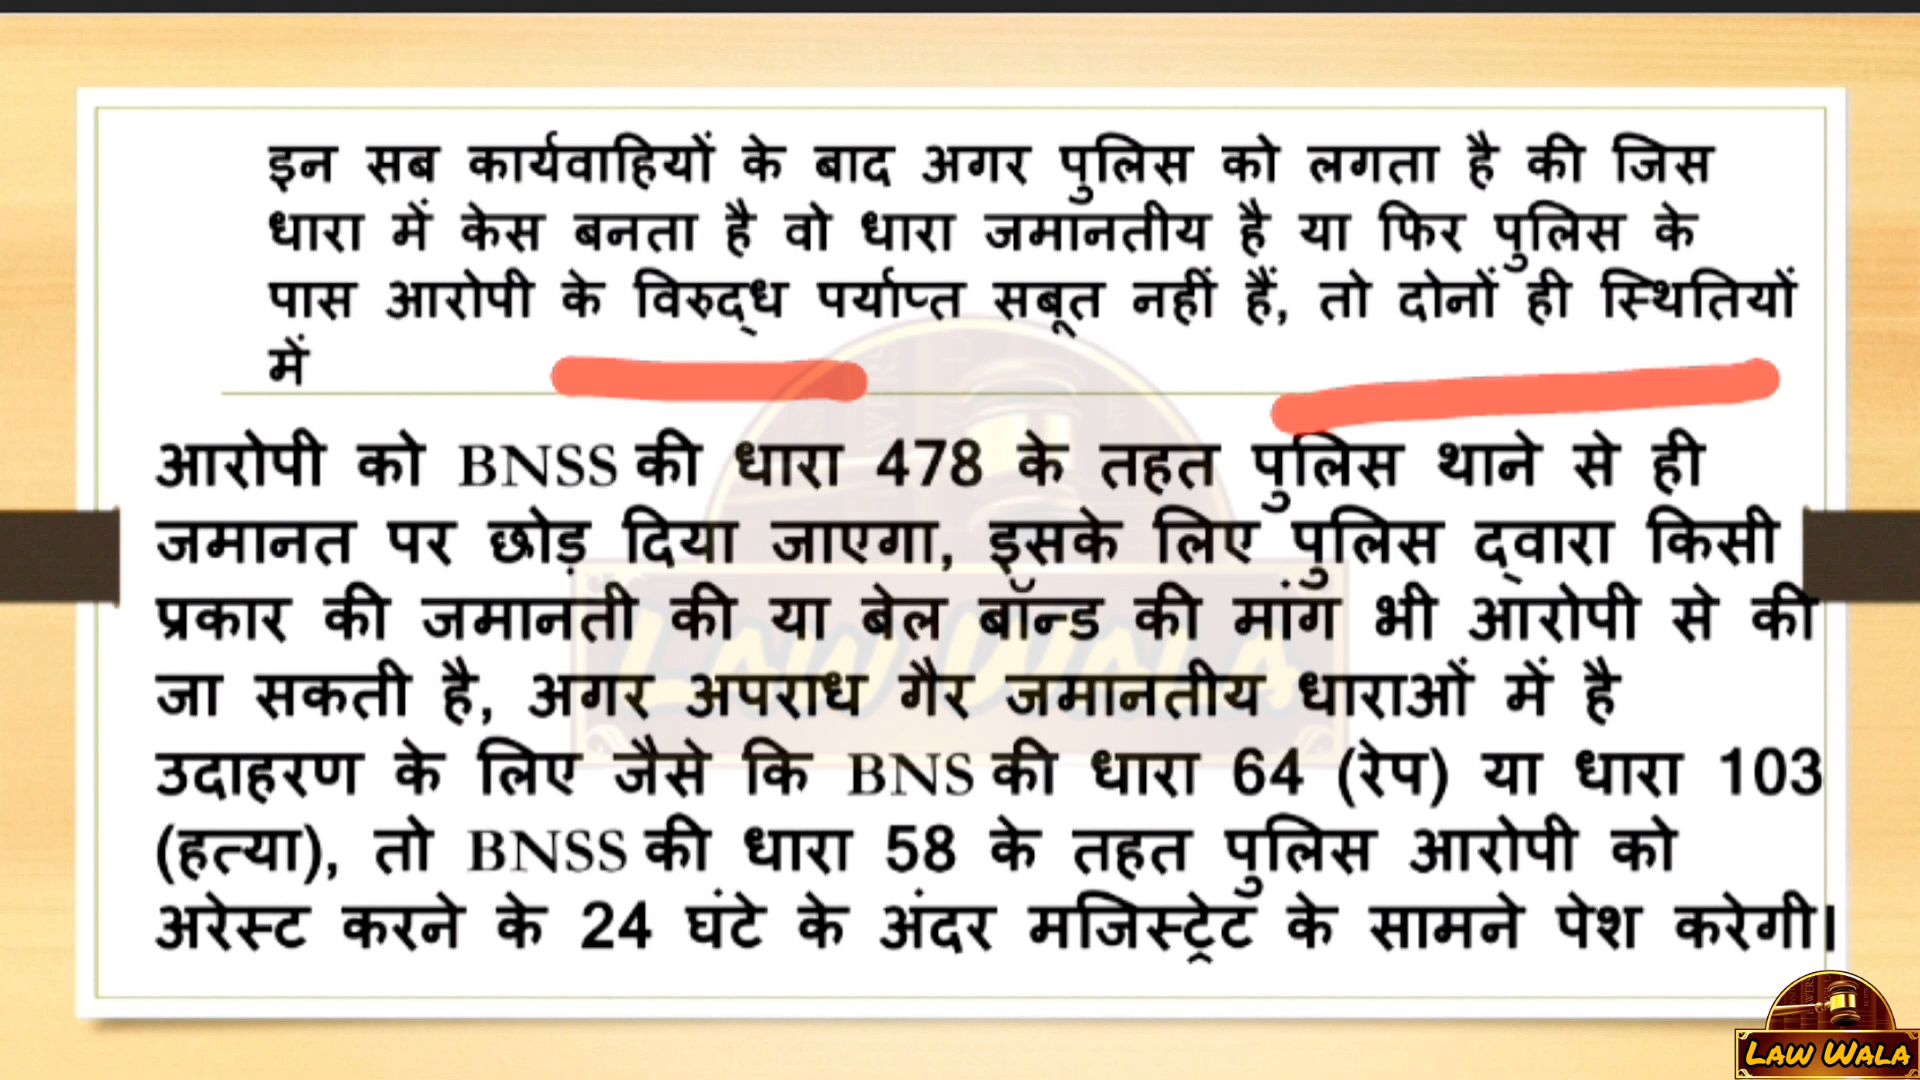 इन सब कार्यवाहियों के बाद अगर पुलिस को लगता है की जिस
धारा में केस बनता है वो धारा जमानतीय है या फिर पुलिस के
पास आरोपी के विरुद्ध पर्याप्त सबूत नहीं हैं, तो दोनों ही स्थितियों
में
आरोपी को BNSS की धारा 478 के तहत पुलिस थाने से ही
जमानत पर छोड़ दिया जाएगा, इसके लिए पुलिस द्वारा किसी
प्रकार की जमानती की या बेल बॉन्ड की मांग भी आरोपी से की
जा सकती है, अगर अपराध गैर जमानतीय धाराओं में है
उदाहरण के लिए जैसे कि BNS की धारा 64 (रेप) या धारा 103
(हत्या), तो BNSS की धारा 58 के तहत पुलिस आरोपी को
अरेस्ट करने के 24 घंटे के अंदर मजिस्ट्रेट के सामने पेश करेगी।
LAW WALA
LAW WALA